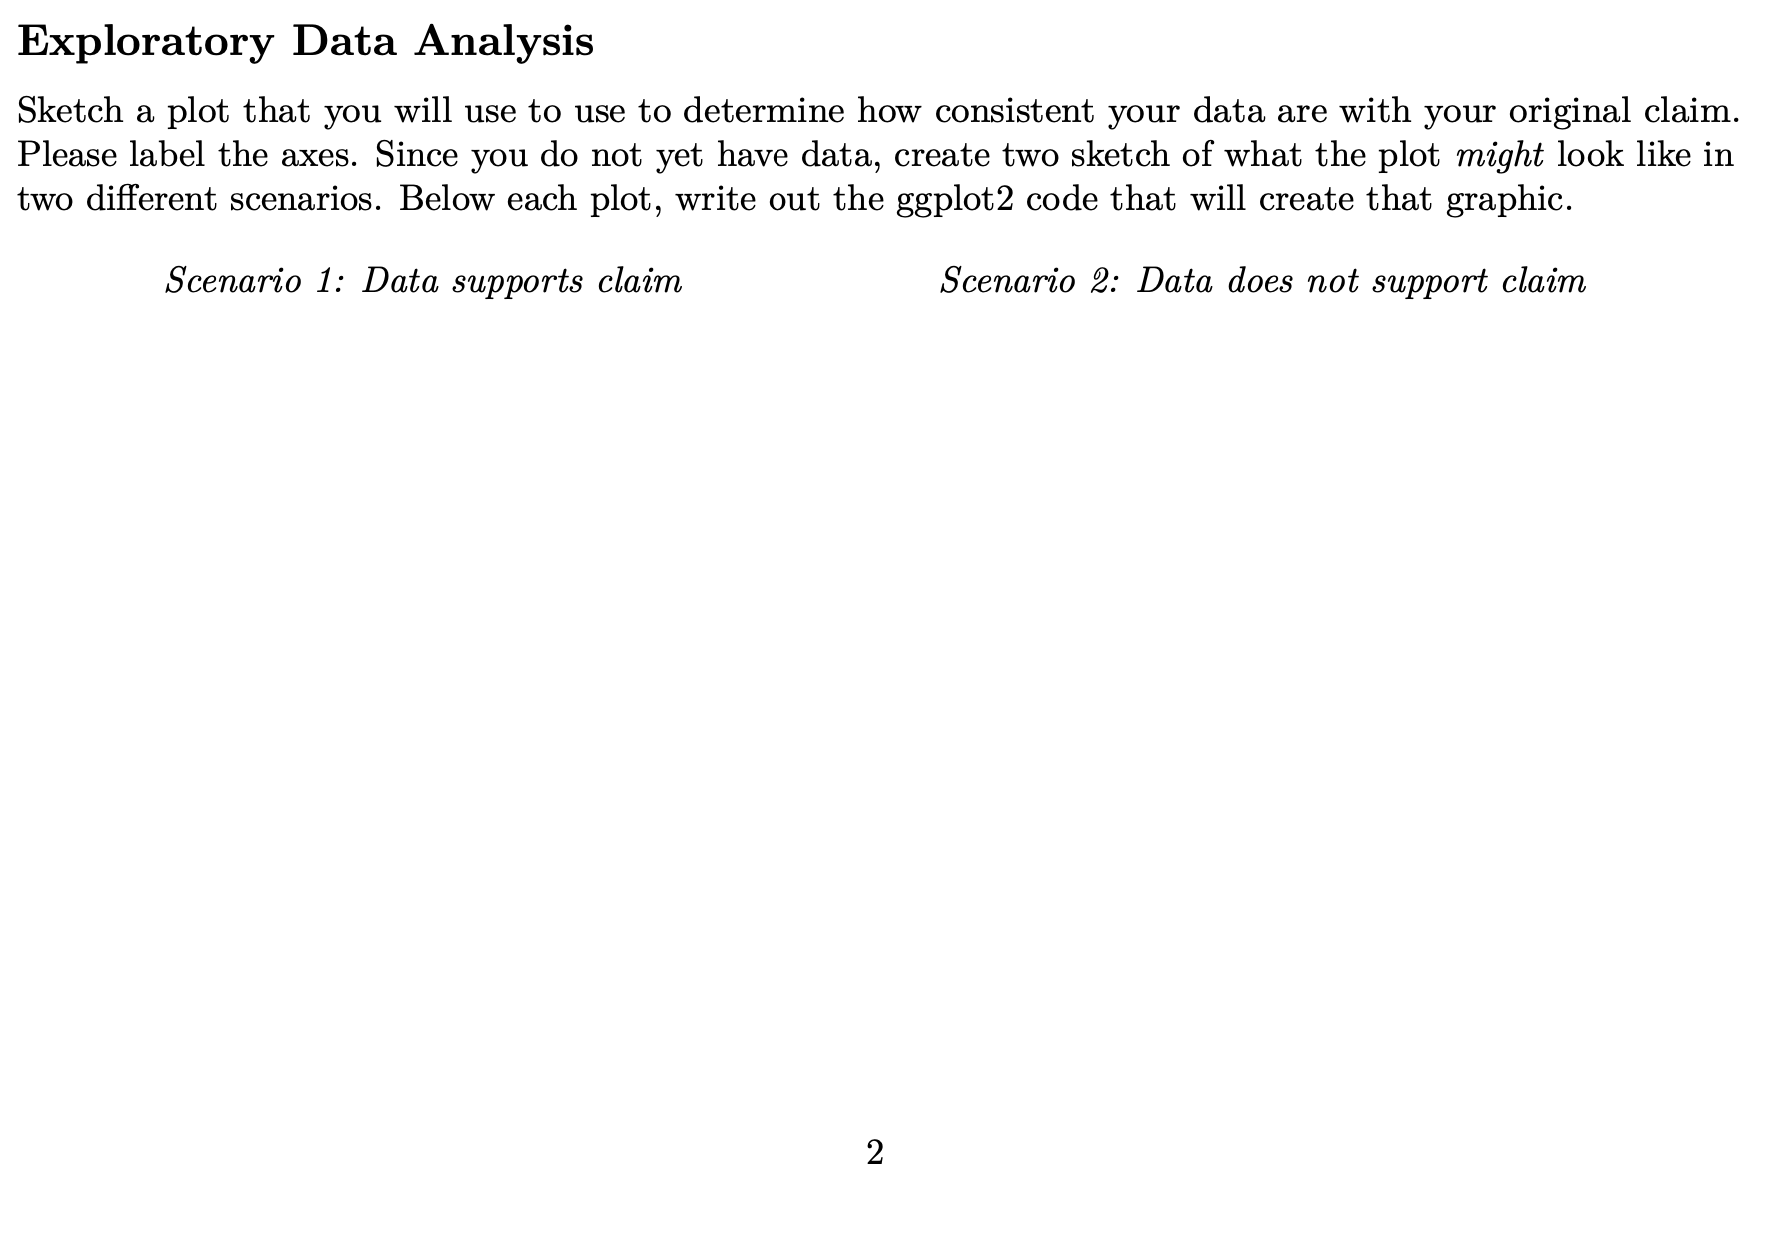 Exploratory Data Analysis
Sketch a plot that you will use to use to determine how consistent your data are with your original claim.
Please label the axes. Since you do not yet have data, create two sketch of what the plot might look like in
two different scenarios. Below each plot, write out the ggplot2 code that will create that graphic.
Scenario 1: Data supports claim
Scenario 2: Data does not support claim
2